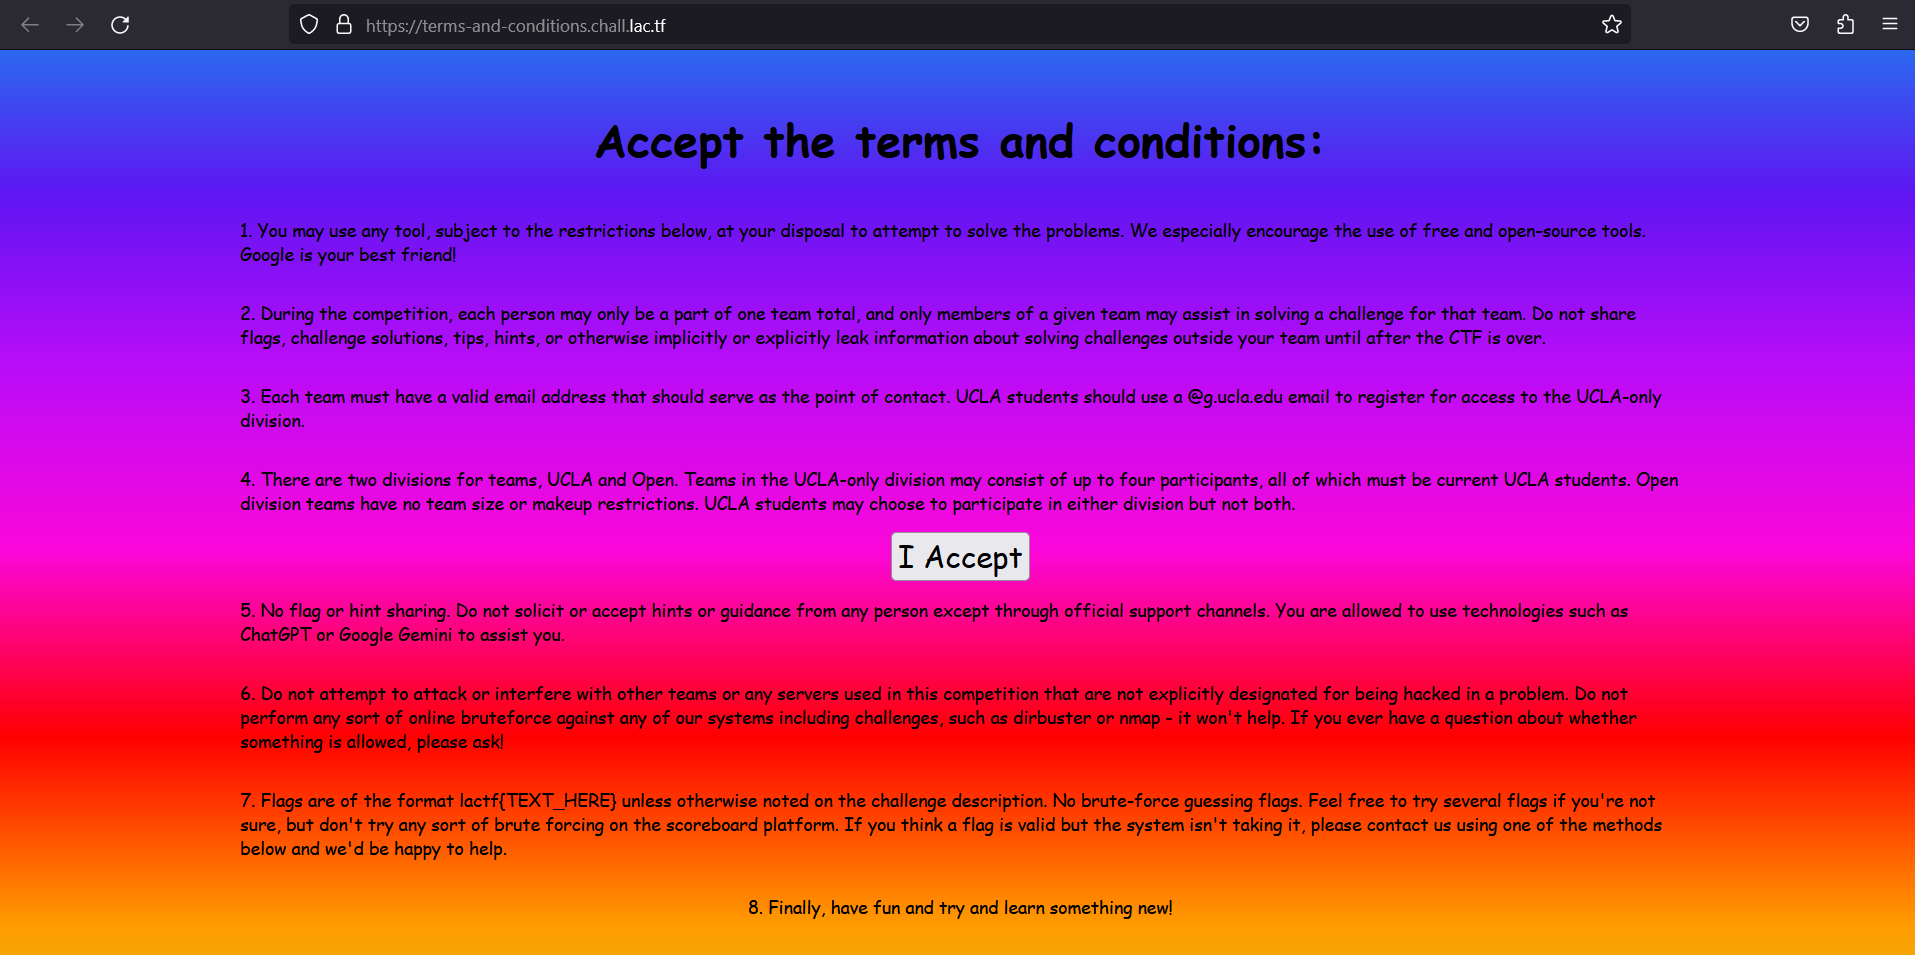 https://terms-and-conditions.chall.lac.tf
Accept the terms and conditions:
1. You may use any tool, subject to the restrictions below, at your disposal to attempt to solve the problems. We especially encourage the use of free and open-source tools.
Google is your best friend!
2. During the competition, each person may only be a part of one team total, and only members of a given team may assist in solving a challenge for that team. Do not share
flags, challenge solutions, tips, hints, or otherwise implicitly or explicitly leak information about solving challenges outside your team until after the CTF is over.
3. Each team must have a valid email address that should serve as the point of contact. UCLA students should use a @g.ucla.edu email to register for access to the UCLA-only
division.
4. There are two divisions for teams, UCLA and Open. Teams in the UCLA-only division may consist of up to four participants, all of which must be current UCLA students. Open
division teams have no team size or makeup restrictions. UCLA students may choose to participate in either division but not both.
I Accept
5. No flag or hint sharing. Do not solicit or accept hints or guidance from any person except through official support channels. You are allowed to use technologies such as
ChatGPT or Google Gemini to assist you.
6. Do not attempt to attack or interfere with other teams or any servers used in this competition that are not explicitly designated for being hacked in a problem. Do not
perform any sort of online bruteforce against any of our systems including challenges, such as dirbuster or nmap - it won't help. If you ever have a question about whether
something is allowed, please ask!
7. Flags are of the format lactf{TEXT_HERE} unless otherwise noted on the challenge description. No brute-force guessing flags. Feel free to try several flags if you're not
sure, but don't try any sort of brute forcing on the scoreboard platform. If you think a flag is valid but the system isn't taking it, please contact us using one of the methods
below and we'd be happy to help.
8. Finally, have fun and try and learn something new!